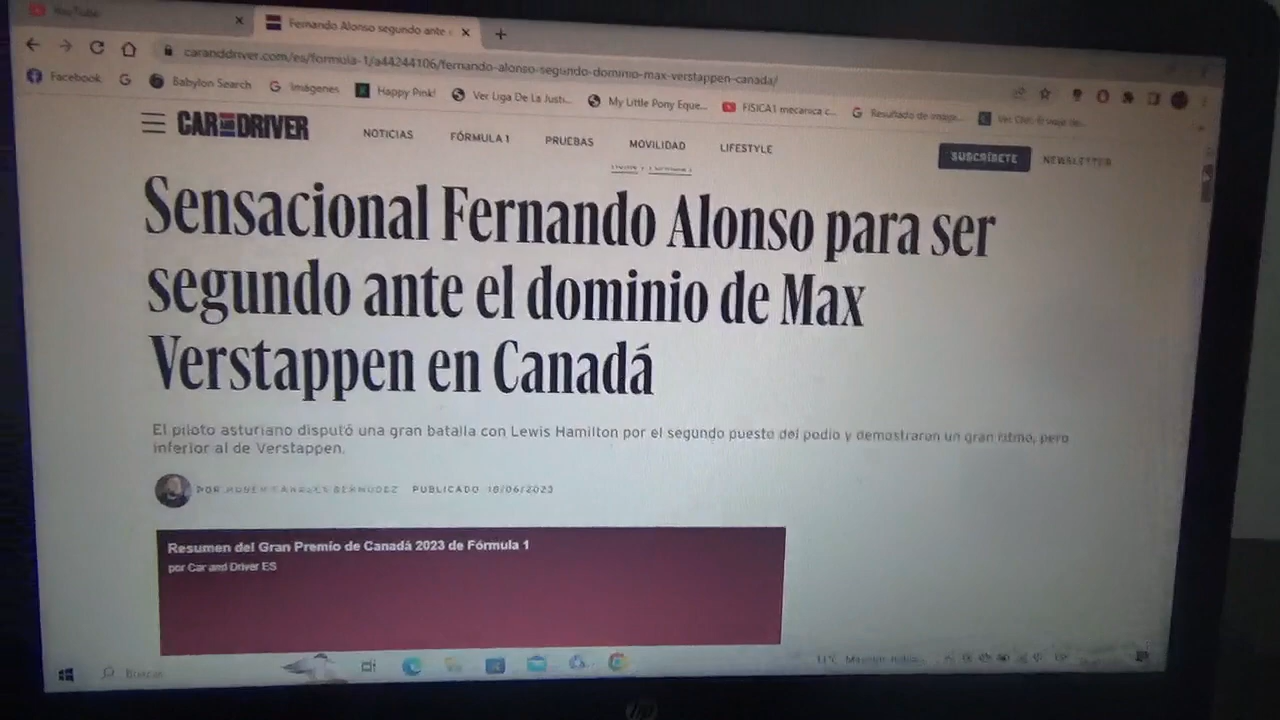 YouTube
Fernando Alonso segundo ante
caranddriver.com/es/formula-1/a44244106/fernando-alonso-segundo-dominio-max-verstappen-canada/
Facebook Babylon Search Imágenes Happy Pink! Ver Liga De La Justi... My Little Pony Eque... FISICA1 mecanica c... Resultado de image...
CAR AND DRIVER NOTICIAS FÓRMULA 1 PRUEBAS MOVILIDAD LIFESTYLE SUSCRÍBETE NEWSLETTER
Sensacional Fernando Alonso para ser
segundo ante el dominio de Max
Verstappen en Canadá
El piloto asturiano disputó una gran batalla con Lewis Hamilton por el segundo puesto del podio y demostraron un gran ritmo, pero
inferior al de Verstappen.
POR BERMÚDEZ PUBLICADO 18/06/2023
Resumen del Gran Premio de Canadá 2023 de Fórmula 1
por Car and Driver ES
Buscar 11°C
hp